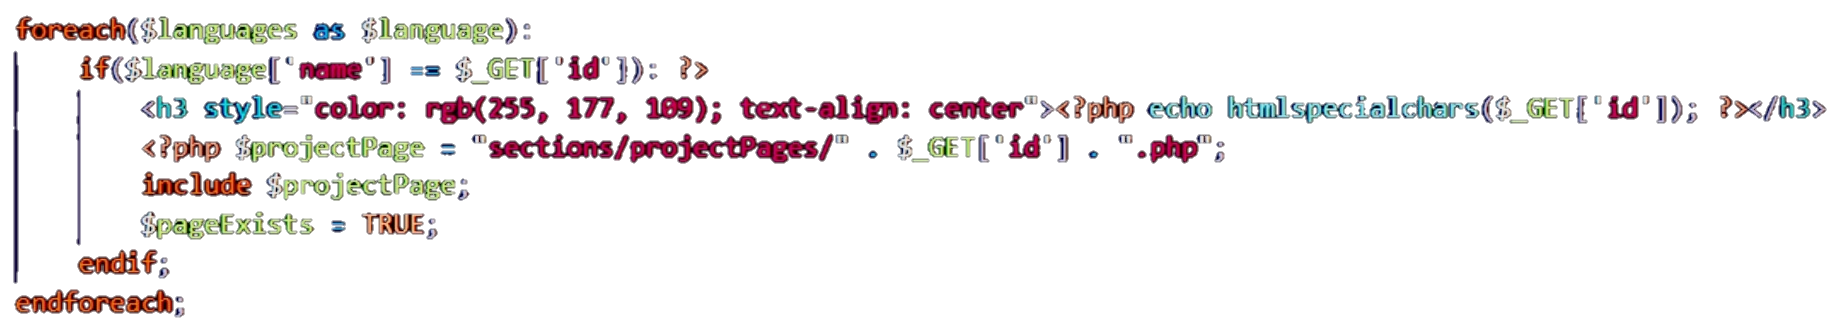 foreach($languages as $language):
if($language['name'] == $_GET['id'}): ?>
<h3 style="color: rgb(255, 177, 109); text-align: center"><?php echo htmlspecialchars($_GET['id']); ?></h3>
<?php $projectPage = "sections/projectPages/" . $_GET['id'] . ".php";
include $projectPage;
$pageExists = TRUE;
endif;
endforeach;